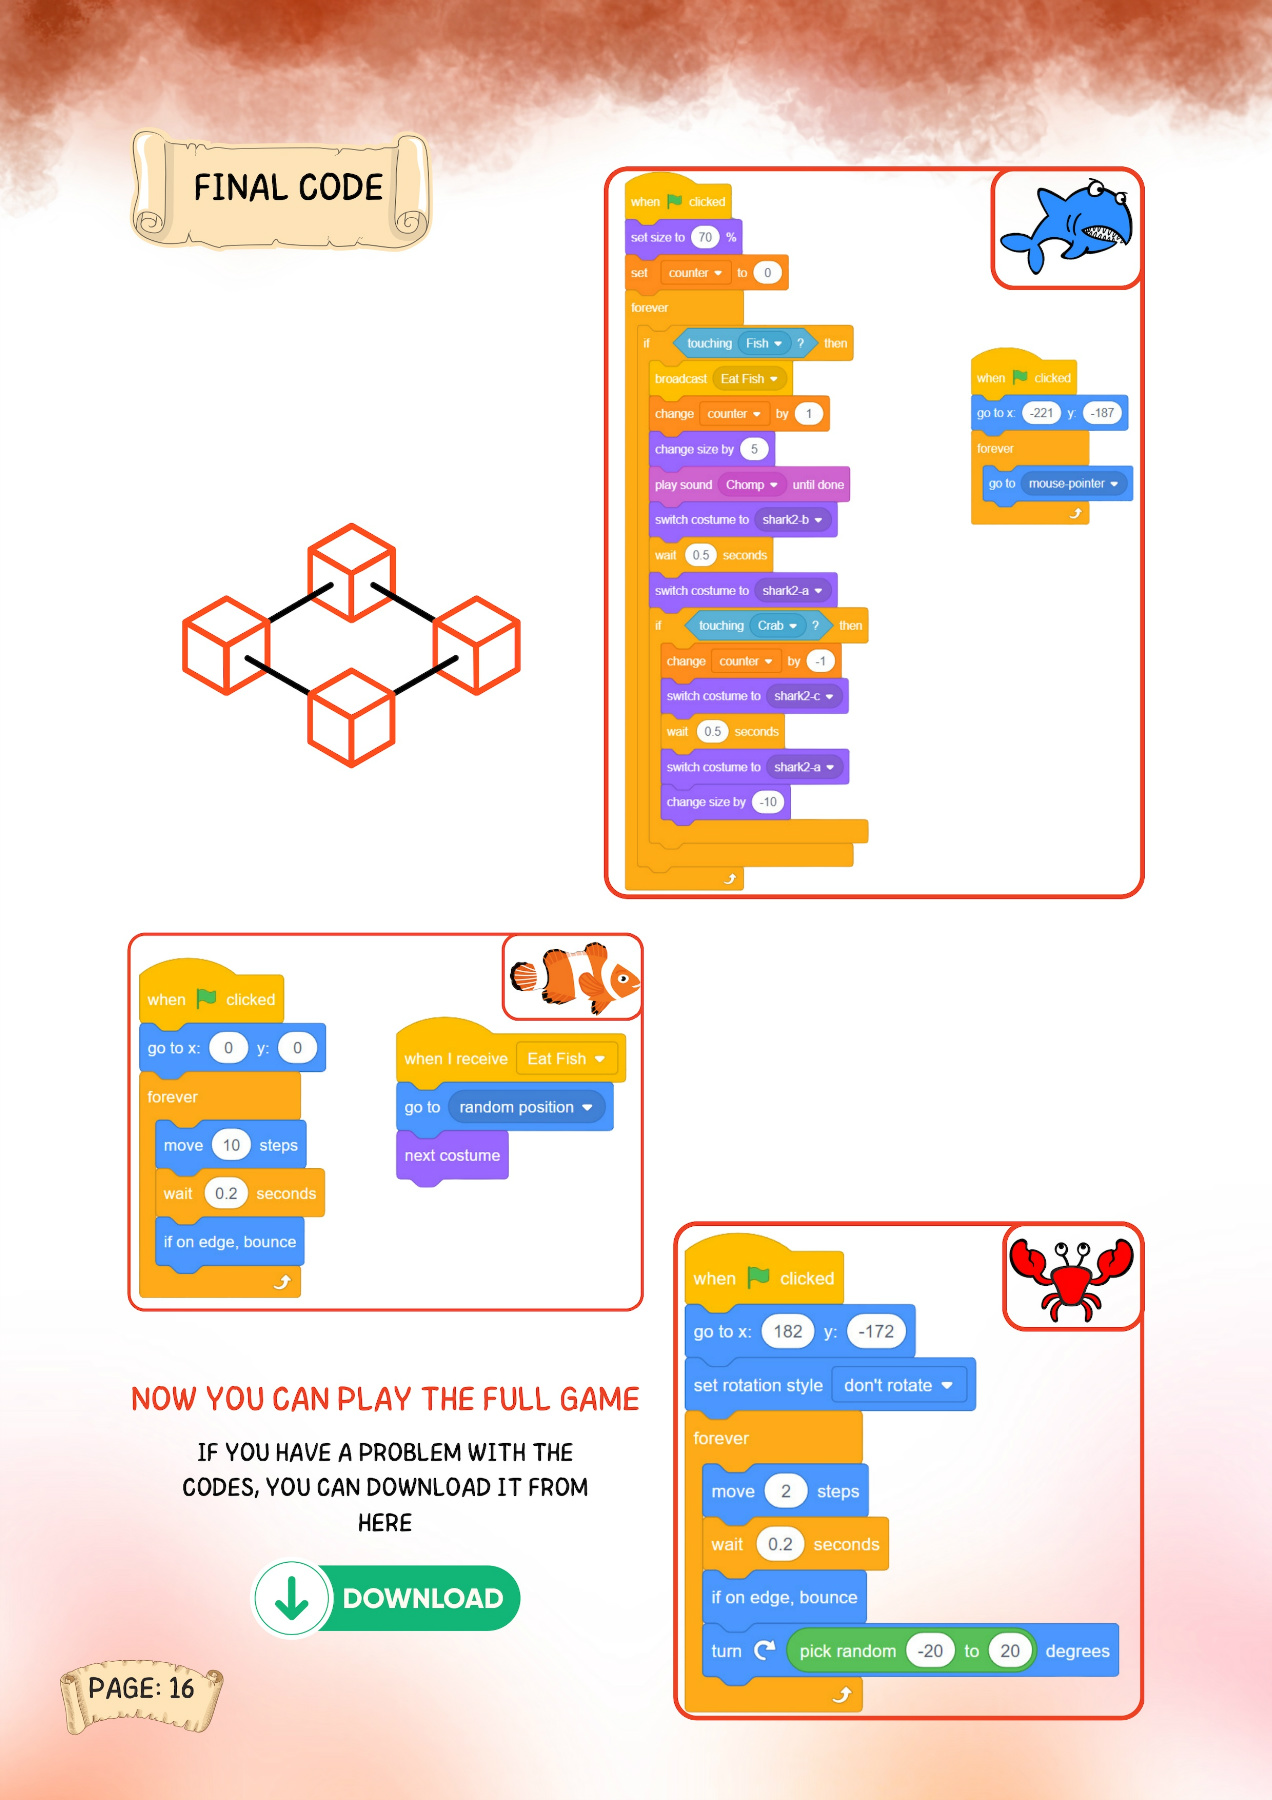 FINAL CODE
when clicked
set size to 70 %
set counter to 0
forever
if touching Fish ? then
broadcast Eat Fish
change counter by 1
change size by 5
play sound Chomp until done
switch costume to shark2-b
wait 0.5 seconds
switch costume to shark2-a
if touching Crab ? then
change counter by -1
switch costume to shark2-c
wait 0.5 seconds
switch costume to shark2-a
change size by -10
when clicked
go to x: -221 y: -187
forever
go to mouse-pointer
when clicked
go to x: 0 y: 0
forever
move 10 steps
wait 0.2 seconds
if on edge, bounce
when I receive Eat Fish
go to random position
next costume
when clicked
go to x: 182 y: -172
set rotation style don't rotate
forever
move 2 steps
wait 0.2 seconds
if on edge, bounce
turn pick random -20 to 20 degrees
NOW YOU CAN PLAY THE FULL GAME
IF YOU HAVE A PROBLEM WITH THE
CODES, YOU CAN DOWNLOAD IT FROM
HERE
DOWNLOAD
PAGE: 16